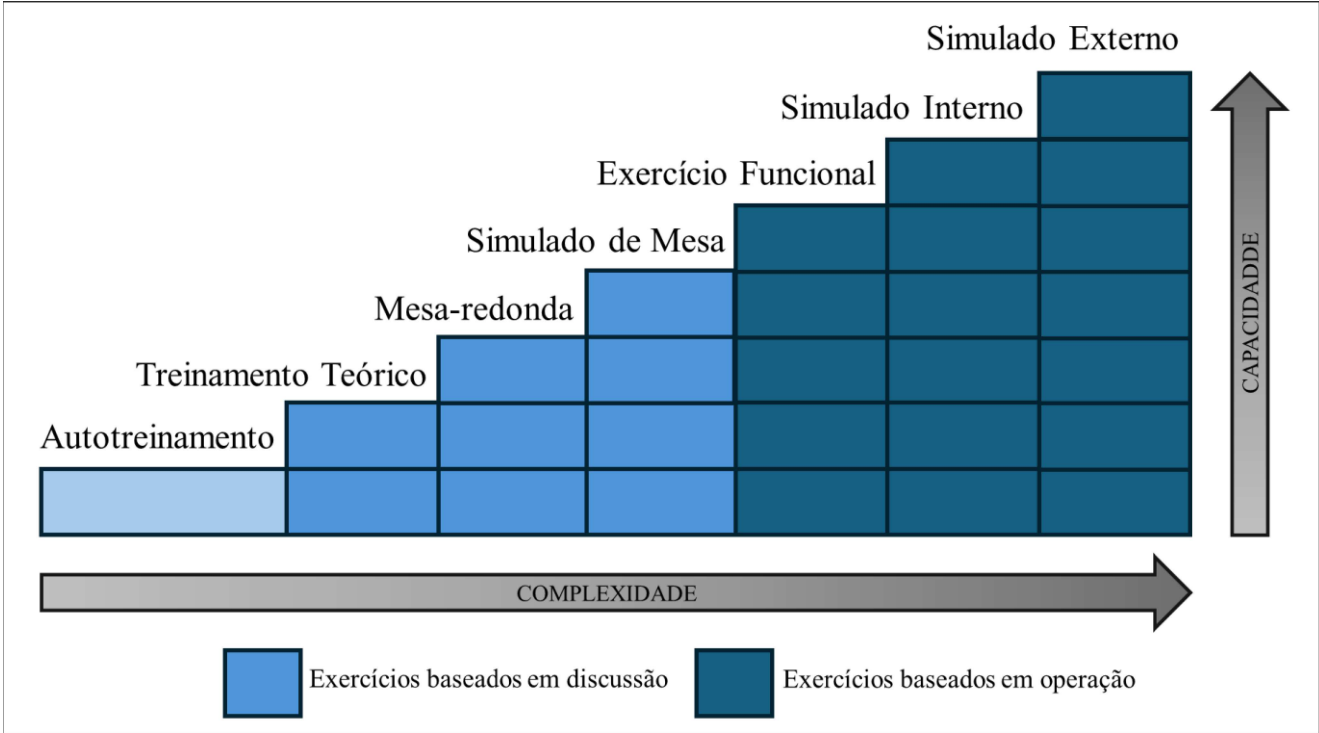 Simulado Externo
Simulado Interno
Exercício Funcional
Simulado de Mesa
Mesa-redonda
Treinamento Teórico
Autotreinamento
CAPACIDADDE
COMPLEXIDADE
Exercícios baseados em discussão
Exercícios baseados em operação